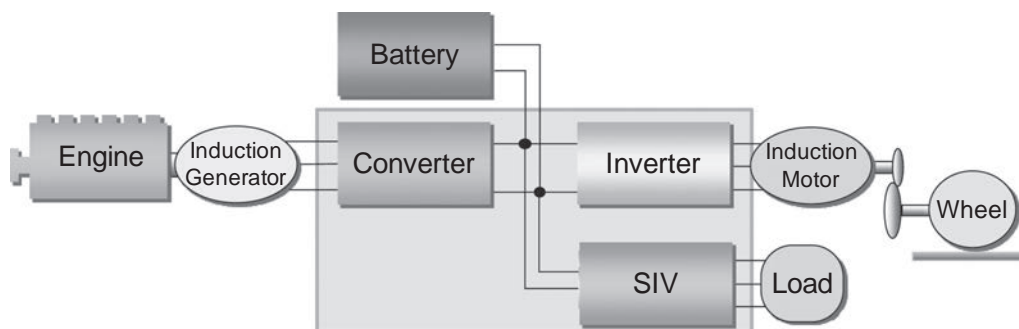 Battery
Engine
Induction
Generator
Converter
Inverter
Induction
Motor
Wheel
SIV
Load